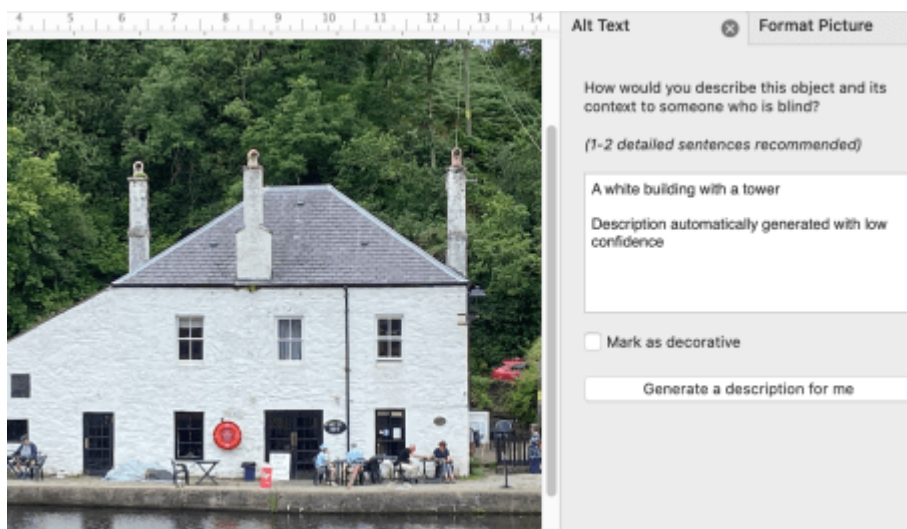 4 5 6 7 8 9 10 11 12 13 14
Alt Text
Format Picture
How would you describe this object and its
context to someone who is blind?
(1-2 detailed sentences recommended)
A white building with a tower
Description automatically generated with low
confidence
Mark as decorative
Generate a description for me